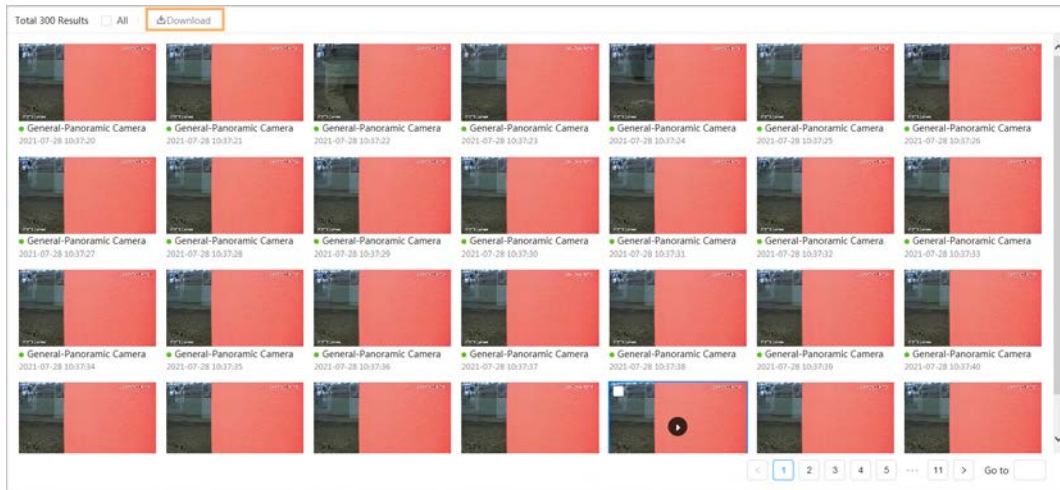 Total 300 Results All Download
General-Panoramic Camera General-Panoramic Camera General-Panoramic Camera General-Panoramic Camera General-Panoramic Camera General-Panoramic Camera General-Panoramic Camera
2021-07-28 10:37:20 2021-07-28 10:37:21 2021-07-28 10:37:22 2021-07-28 10:37:23 2021-07-28 10:37:24 2021-07-28 10:37:25 2021-07-28 10:37:26
General-Panoramic Camera General-Panoramic Camera General-Panoramic Camera General-Panoramic Camera General-Panoramic Camera General-Panoramic Camera General-Panoramic Camera
2021-07-28 10:37:27 2021-07-28 10:37:28 2021-07-28 10:37:29 2021-07-28 10:37:30 2021-07-28 10:37:31 2021-07-28 10:37:32 2021-07-28 10:37:33
General-Panoramic Camera General-Panoramic Camera General-Panoramic Camera General-Panoramic Camera General-Panoramic Camera General-Panoramic Camera General-Panoramic Camera
2021-07-28 10:37:34 2021-07-28 10:37:35 2021-07-28 10:37:36 2021-07-28 10:37:37 2021-07-28 10:37:38 2021-07-28 10:37:39 2021-07-28 10:37:40
< 1 2 3 4 5 ••• 11 > Go to